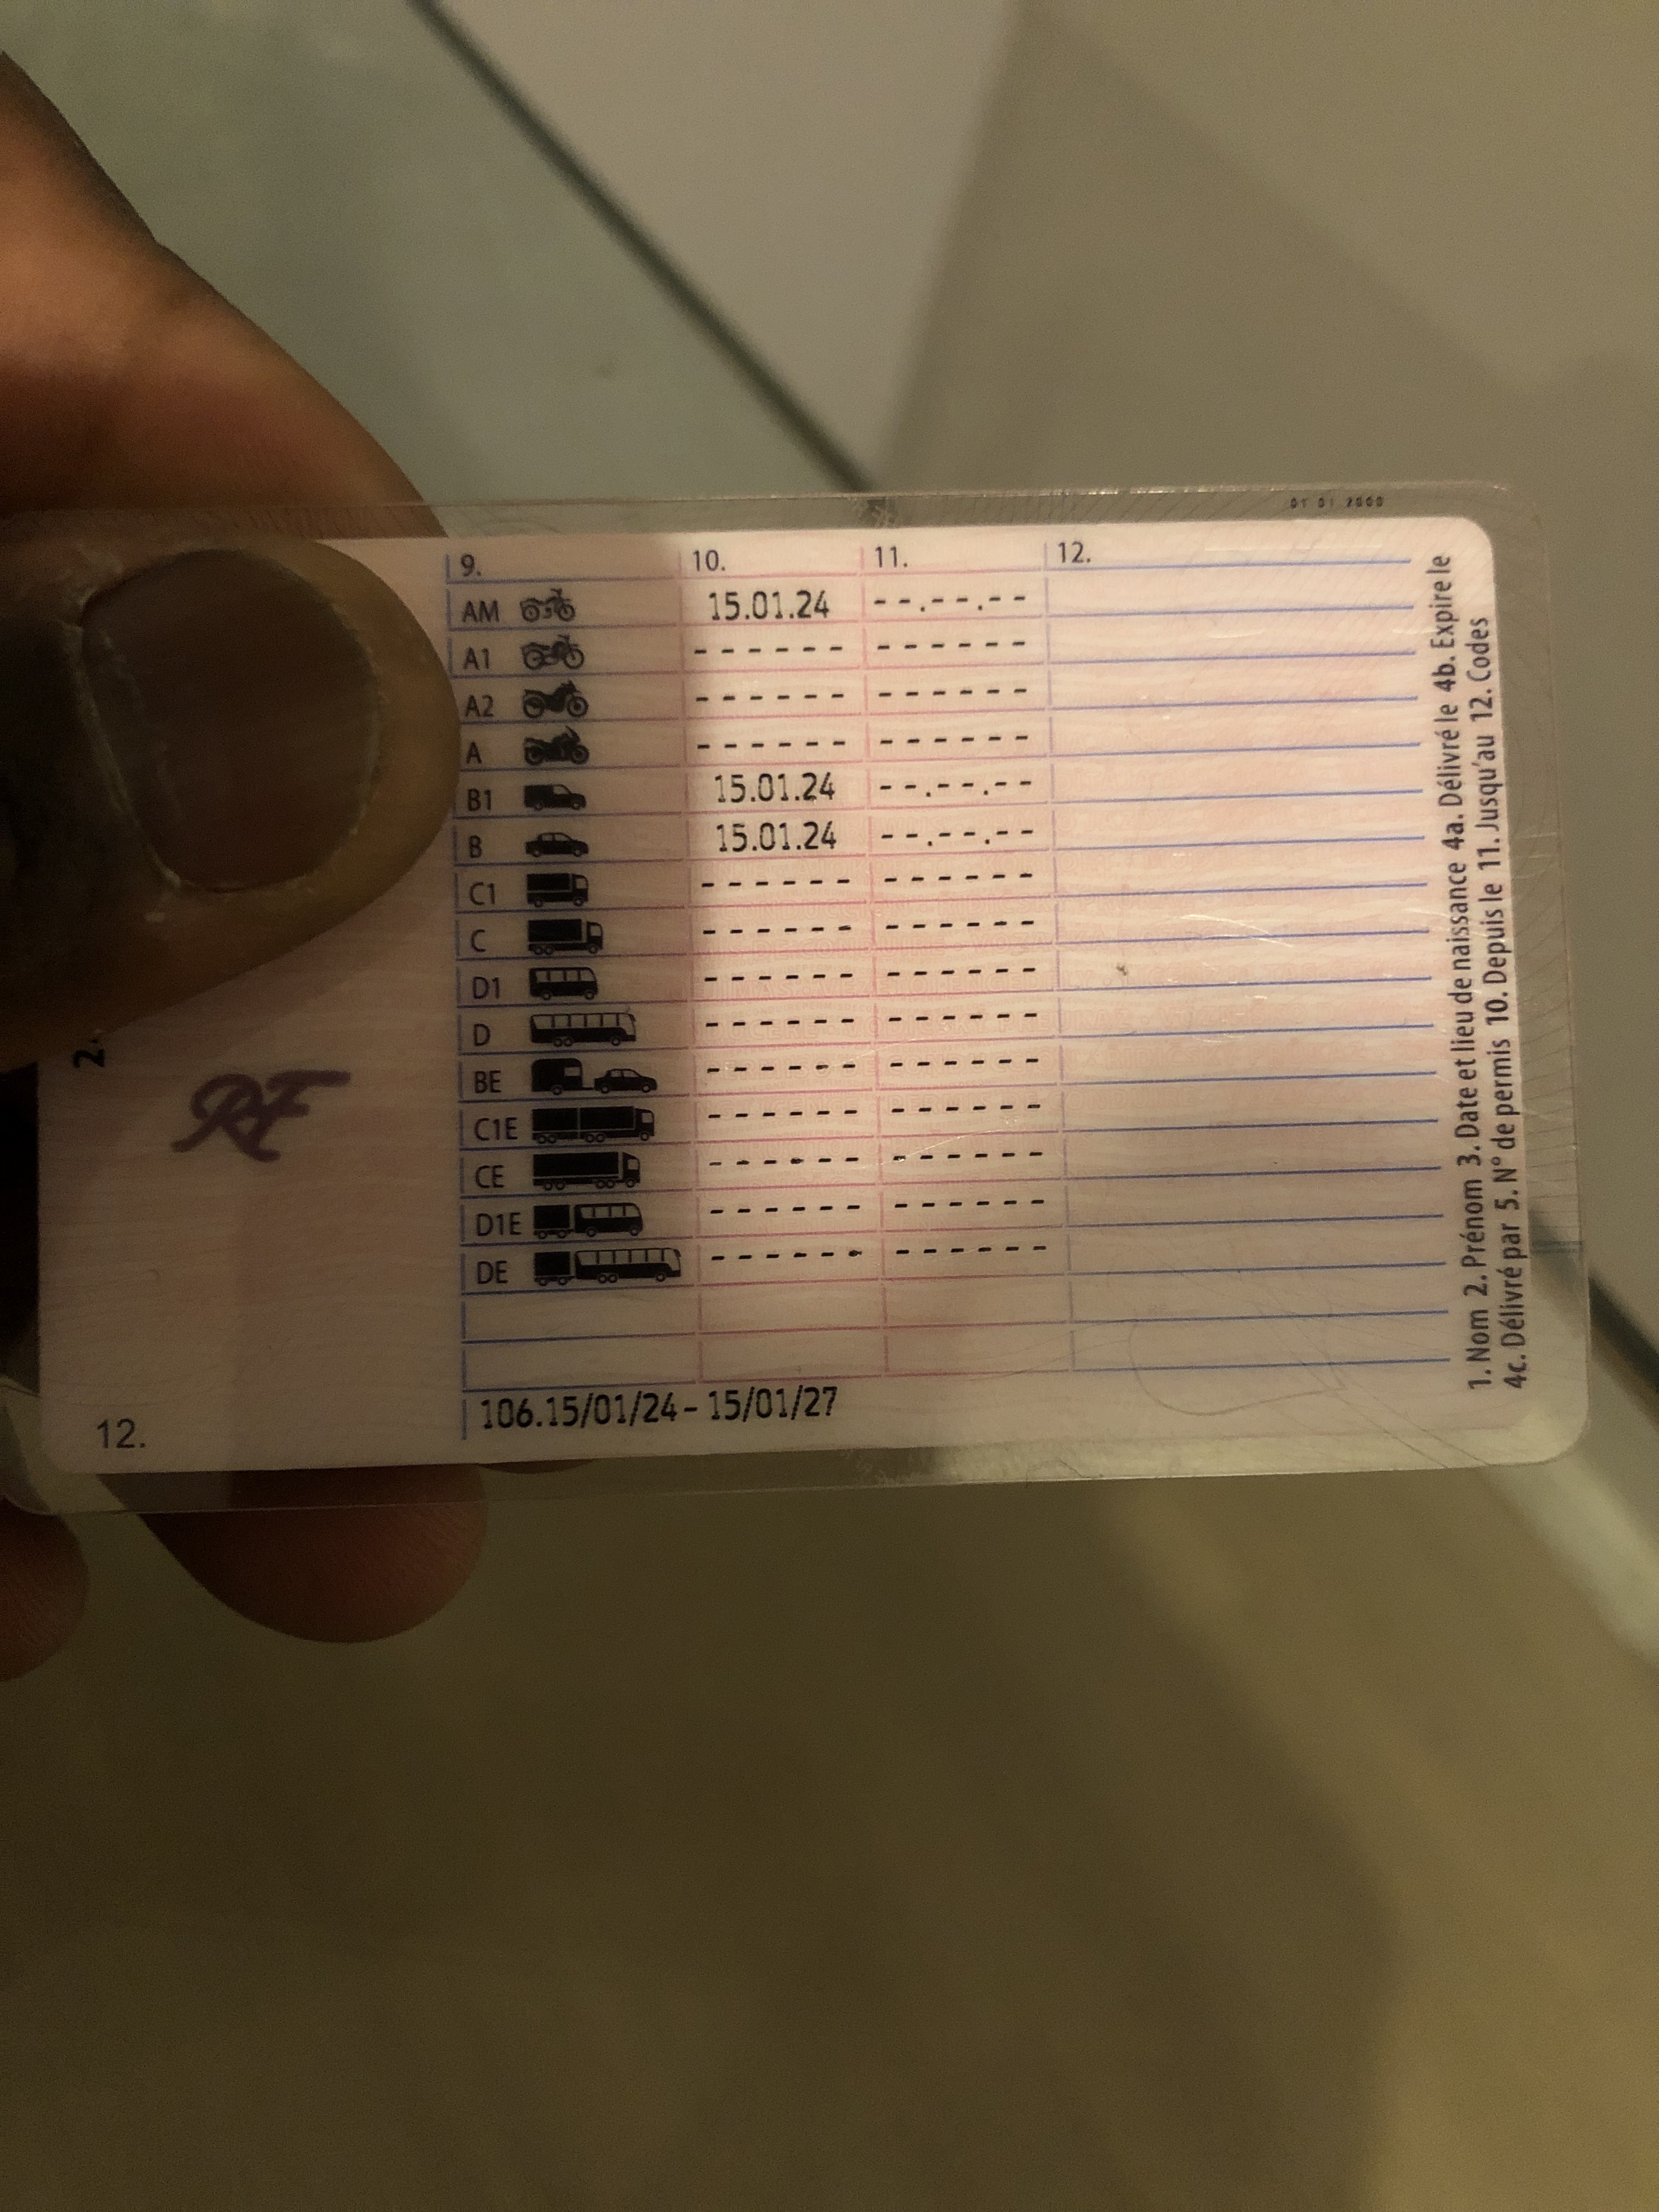 01 01 2000
9. 10. 11. 12.
AM 15.01.24 --.--.--
A1 ------ ------
A2 ------ ------
A ------ ------
B1 15.01.24 --.--.--
B 15.01.24 --.--.--
C1 ------ ------
C ------ ------
D1 ------ ------
D ------ ------
BE ------ ------
C1E ------ ------
CE ------ ------
D1E ------ ------
DE ------ ------
106.15/01/24- 15/01/27
12.
RF
1. Nom 2. Prénom 3. Date et lieu de naissance 4a. Délivré le 4b. Expire le
4c. Délivré par 5. N° de permis 10. Depuis le 11. Jusqu'au 12. Codes